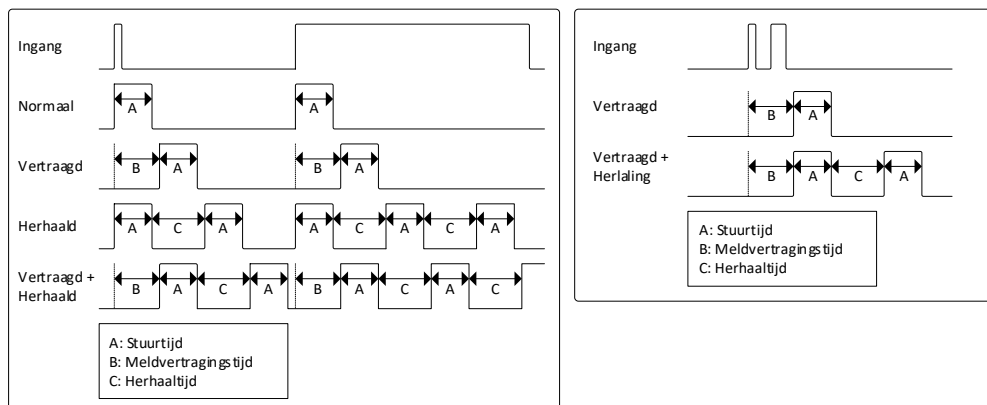 Ingang
Normaal
A A
Vertraagd
B A B A
Herhaald
A C A A C A C A
Vertraagd +
Herhaald
B A C A B A C A C
A: Stuurtijd
B: Meldvertragingstijd
C: Herhaaltijd
Ingang
Vertraagd
B A
Vertraagd +
Herlaling
B A C A
A: Stuurtijd
B: Meldvertragingstijd
C: Herhaaltijd